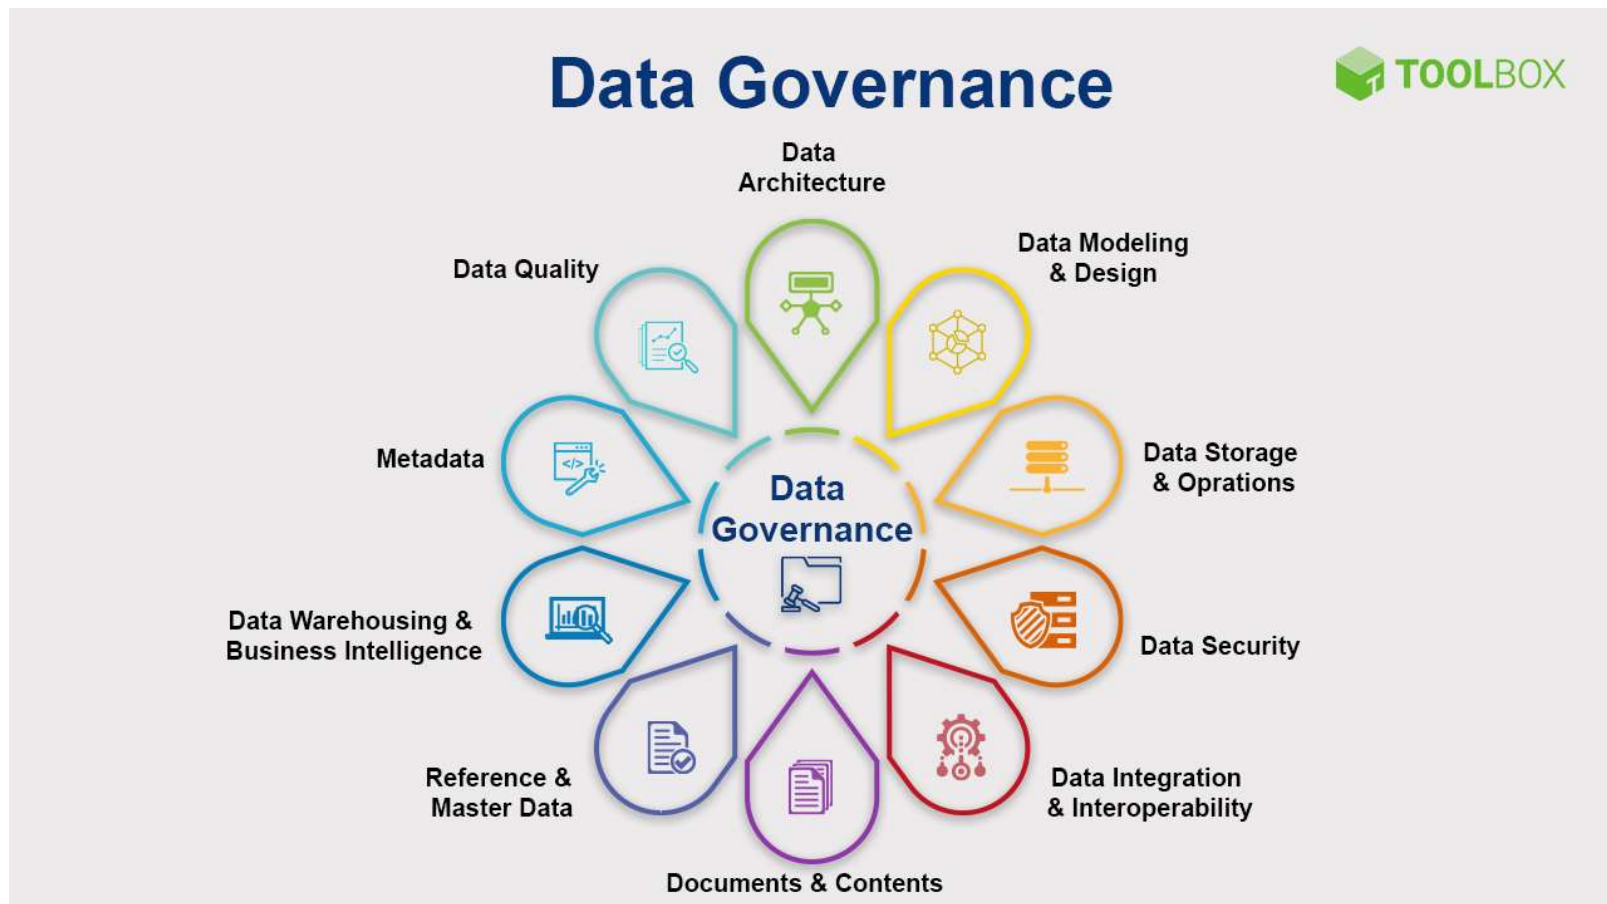 Data Governance
TOOLBOX
Data
Architecture
Data Modeling
& Design
Data Storage
& Oprations
Data Security
Data Integration
& Interoperability
Documents & Contents
Reference &
Master Data
Data Warehousing &
Business Intelligence
Metadata
Data Quality
Data
Governance